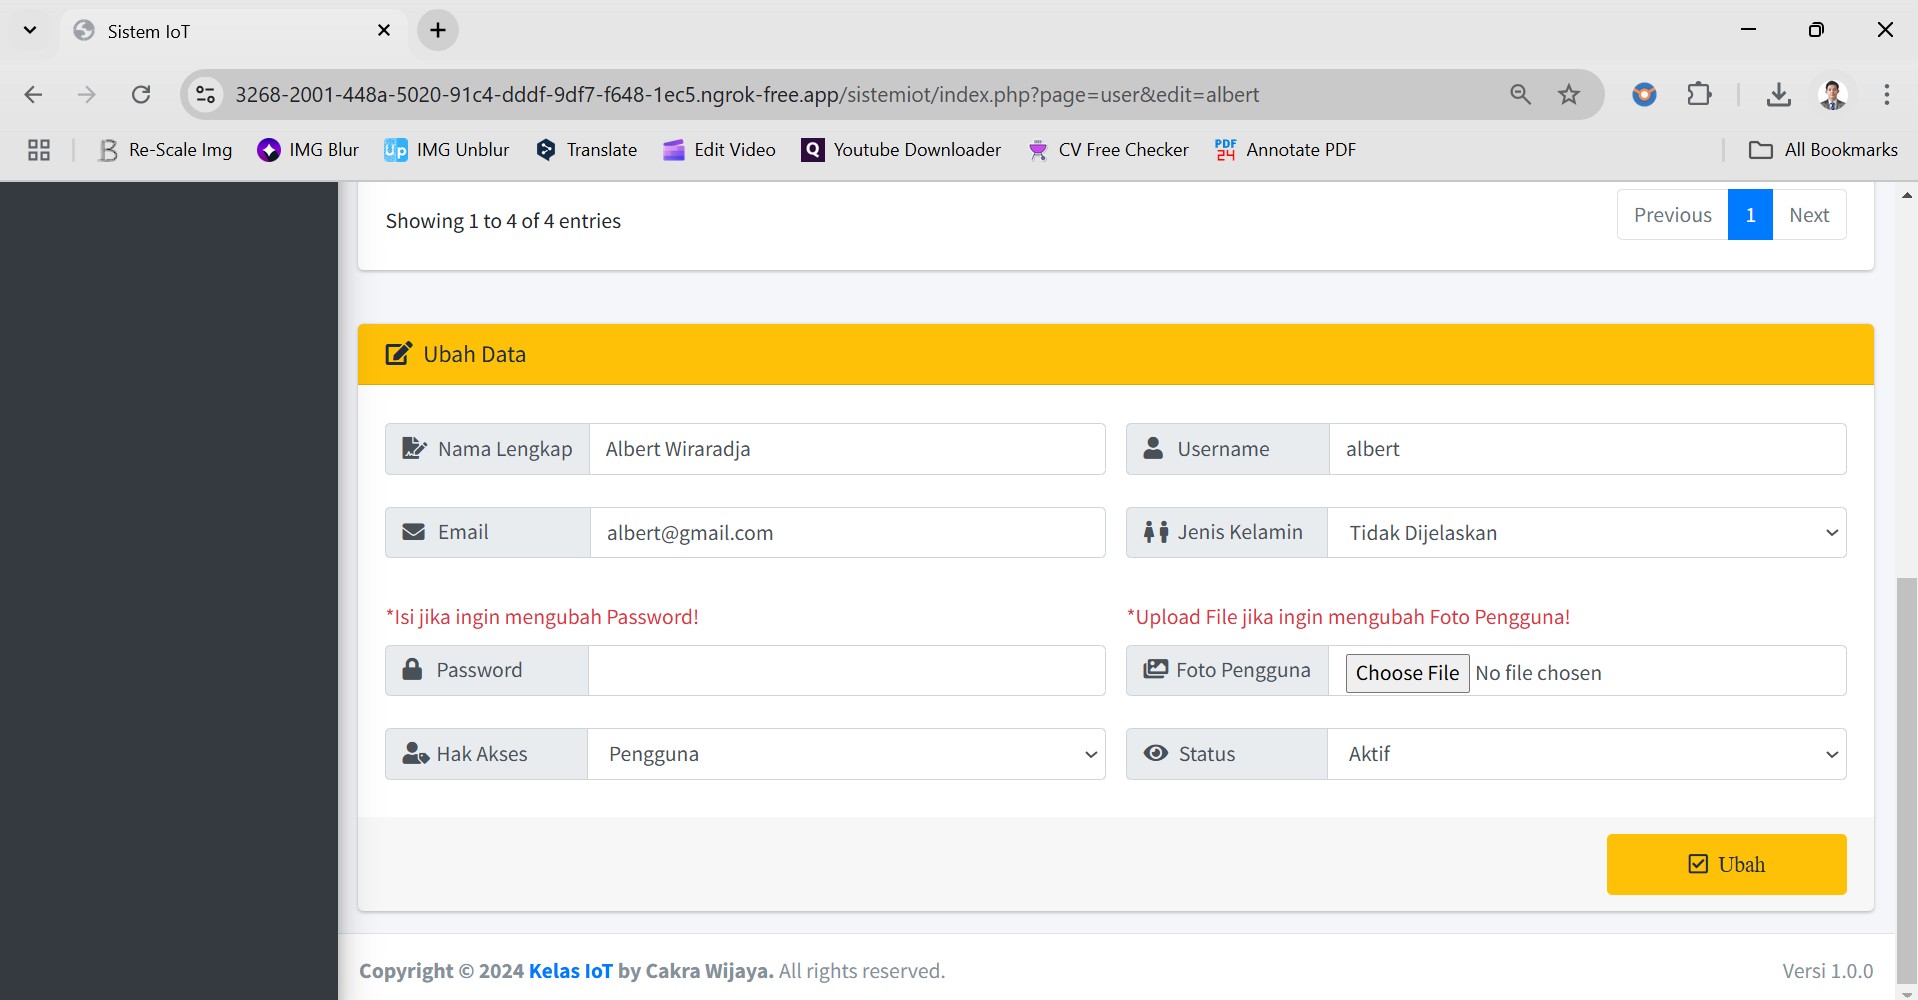 Sistem IoT
3268-2001-448a-5020-91c4-dddf-9df7-f648-1ec5.ngrok-free.app/sistemiot/index.php?page=user&edit=albert
Re-Scale Img
IMG Blur
Up IMG Unblur
Translate
Edit Video
Q Youtube Downloader
CV Free Checker
PDF 24 Annotate PDF
All Bookmarks
Showing 1 to 4 of 4 entries
Previous 1 Next
Ubah Data
Nama Lengkap Albert Wiraradja
Username albert
Email albert@gmail.com
Jenis Kelamin Tidak Dijelaskan
*Isi jika ingin mengubah Password!
*Upload File jika ingin mengubah Foto Pengguna!
Password
Foto Pengguna Choose File No file chosen
Hak Akses Pengguna
Status Aktif
Ubah
Copyright © 2024 Kelas IoT by Cakra Wijaya. All rights reserved.
Versi 1.0.0